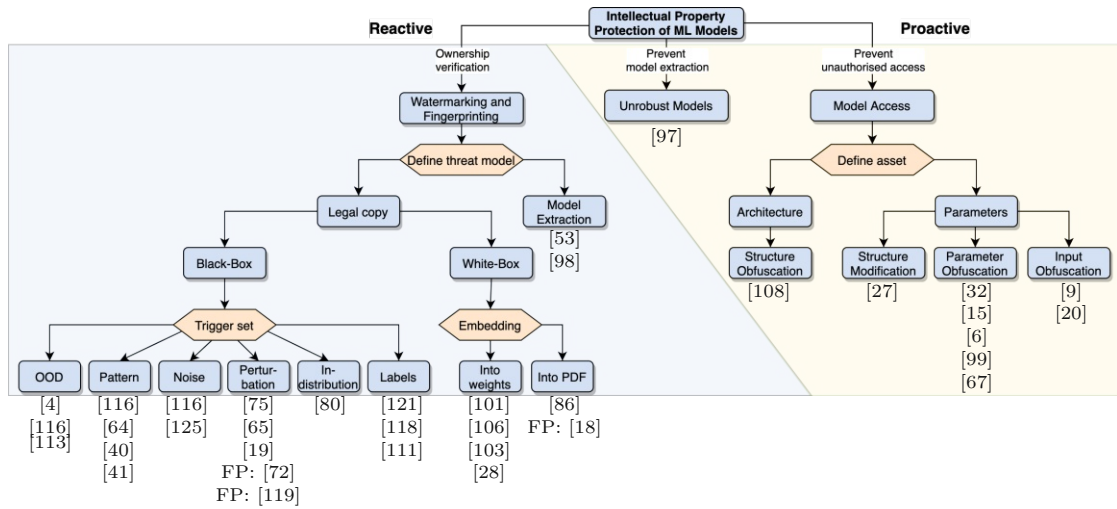 Reactive
Intellectual Property
Protection of ML Models
Proactive
Ownership
verification
Prevent
model extraction
Prevent
unauthorised access
Watermarking and
Fingerprinting
Unrobust Models
[97]
Model Access
Define threat model
Define asset
Legal copy
Model
Extraction
[53]
[98]
Architecture
Parameters
Black-Box
White-Box
Structure
Obfuscation
[108]
Structure
Modification
[27]
Parameter
Obfuscation
[32]
[15]
[6]
[99]
[67]
Input
Obfuscation
[9]
[20]
Trigger set
Embedding
OOD
[4]
[116]
[113]
Pattern
[116]
[64]
[40]
[41]
Noise
[116]
[125]
Pertur-
bation
[75]
[65]
[19]
FP: [72]
FP: [119]
In-
distribution
[80]
Labels
[121]
[118]
[111]
Into
weights
[101]
[106]
[103]
[28]
Into PDF
[86]
FP: [18]